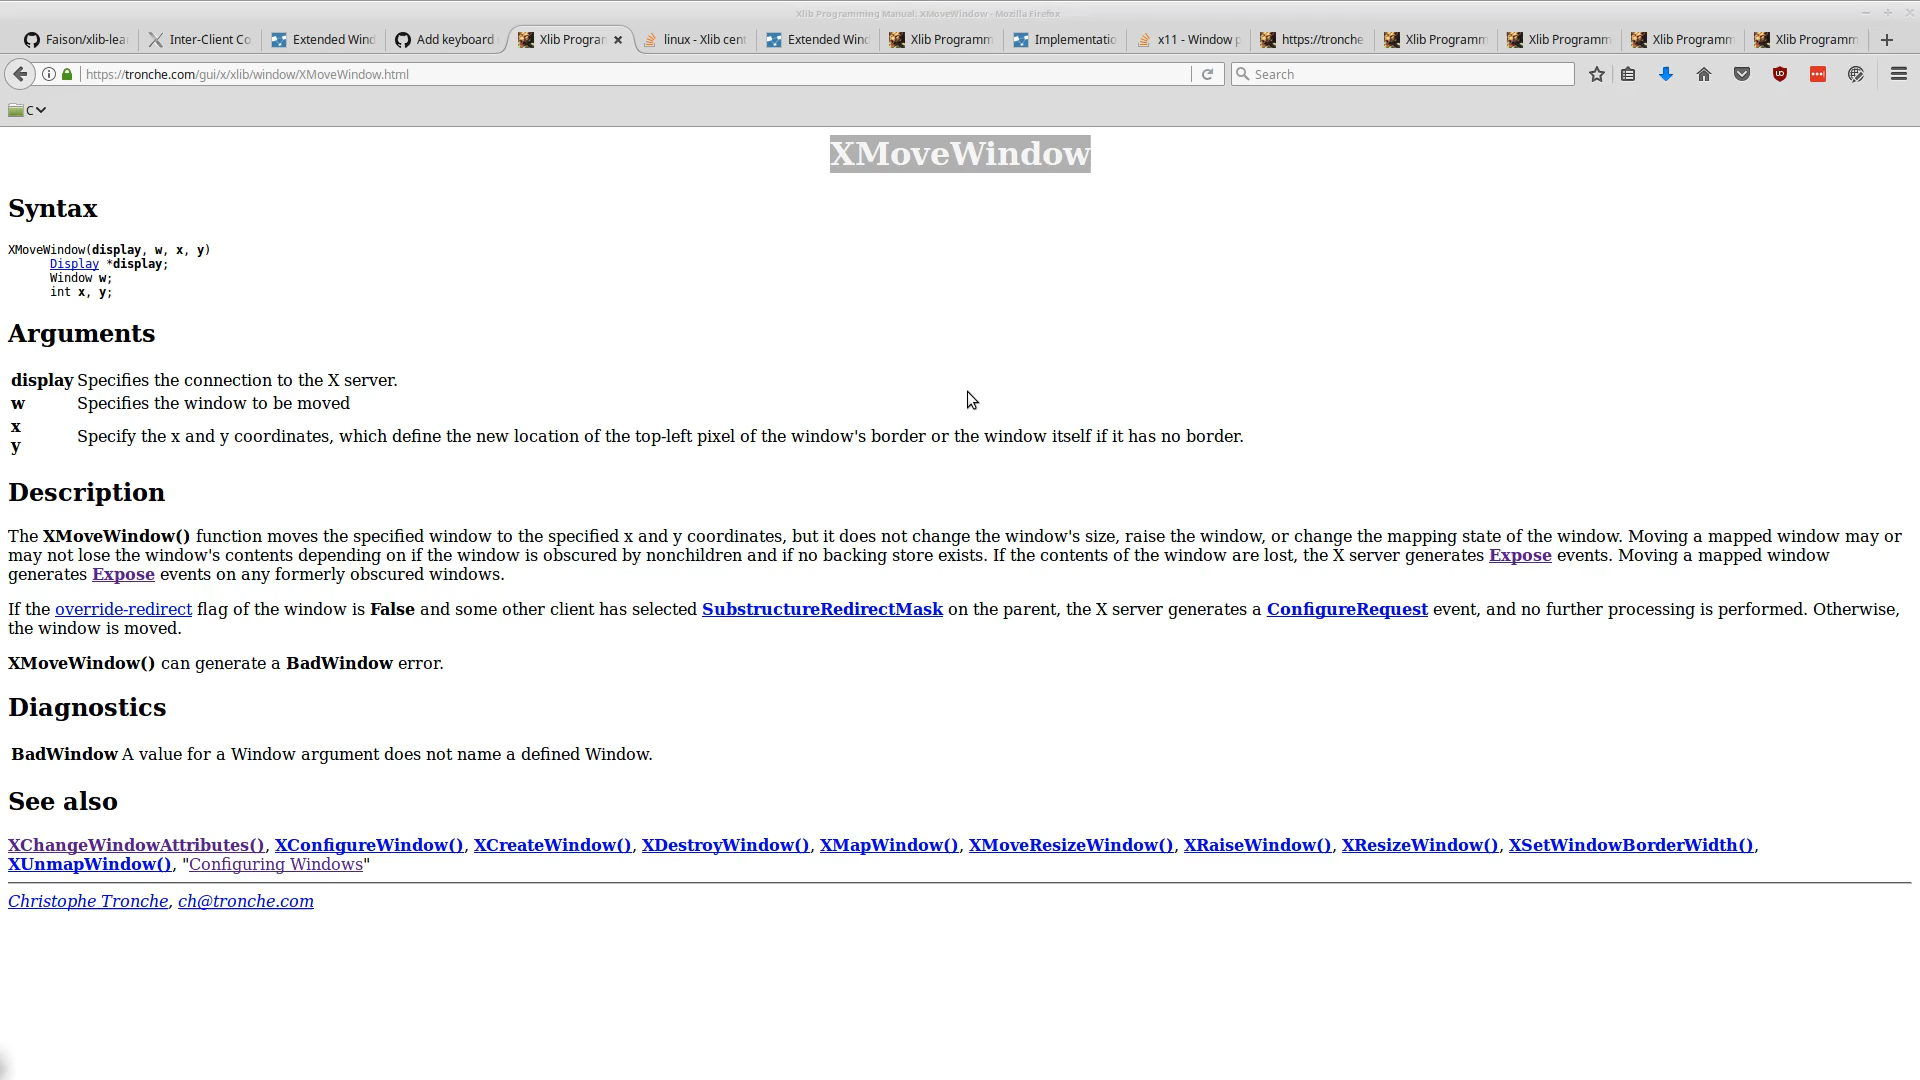 Xlib Programming Manual: XMoveWindow - Mozilla Firefox
Faison/xlib-lea
Inter-Client Co
Extended Wind
Add keyboard
Xlib Program
linux - Xlib cent
Extended Wind
Xlib Programm
Implementatio
x11 - Window p
https://tronche
Xlib Programm
Xlib Programm
Xlib Programm
Xlib Programm
https://tronche.com/gui/x/xlib/window/XMoveWindow.html
Search
C
XMoveWindow
Syntax
XMoveWindow(display, w, x, y)
Display *display;
Window w;
int x, y;
Arguments
display Specifies the connection to the X server.
w Specifies the window to be moved
x
y
Specify the x and y coordinates, which define the new location of the top-left pixel of the window's border or the window itself if it has no border.
Description
The XMoveWindow() function moves the specified window to the specified x and y coordinates, but it does not change the window's size, raise the window, or change the mapping state of the window. Moving a mapped window may or
may not lose the window's contents depending on if the window is obscured by nonchildren and if no backing store exists. If the contents of the window are lost, the X server generates Expose events. Moving a mapped window
generates Expose events on any formerly obscured windows.
If the override-redirect flag of the window is False and some other client has selected SubstructureRedirectMask on the parent, the X server generates a ConfigureRequest event, and no further processing is performed. Otherwise,
the window is moved.
XMoveWindow() can generate a BadWindow error.
Diagnostics
BadWindow A value for a Window argument does not name a defined Window.
See also
XChangeWindowAttributes(), XConfigureWindow(), XCreateWindow(), XDestroyWindow(), XMapWindow(), XMoveResizeWindow(), XRaiseWindow(), XResizeWindow(), XSetWindowBorderWidth(),
XUnmapWindow(), "Configuring Windows"
Christophe Tronche, ch@tronche.com